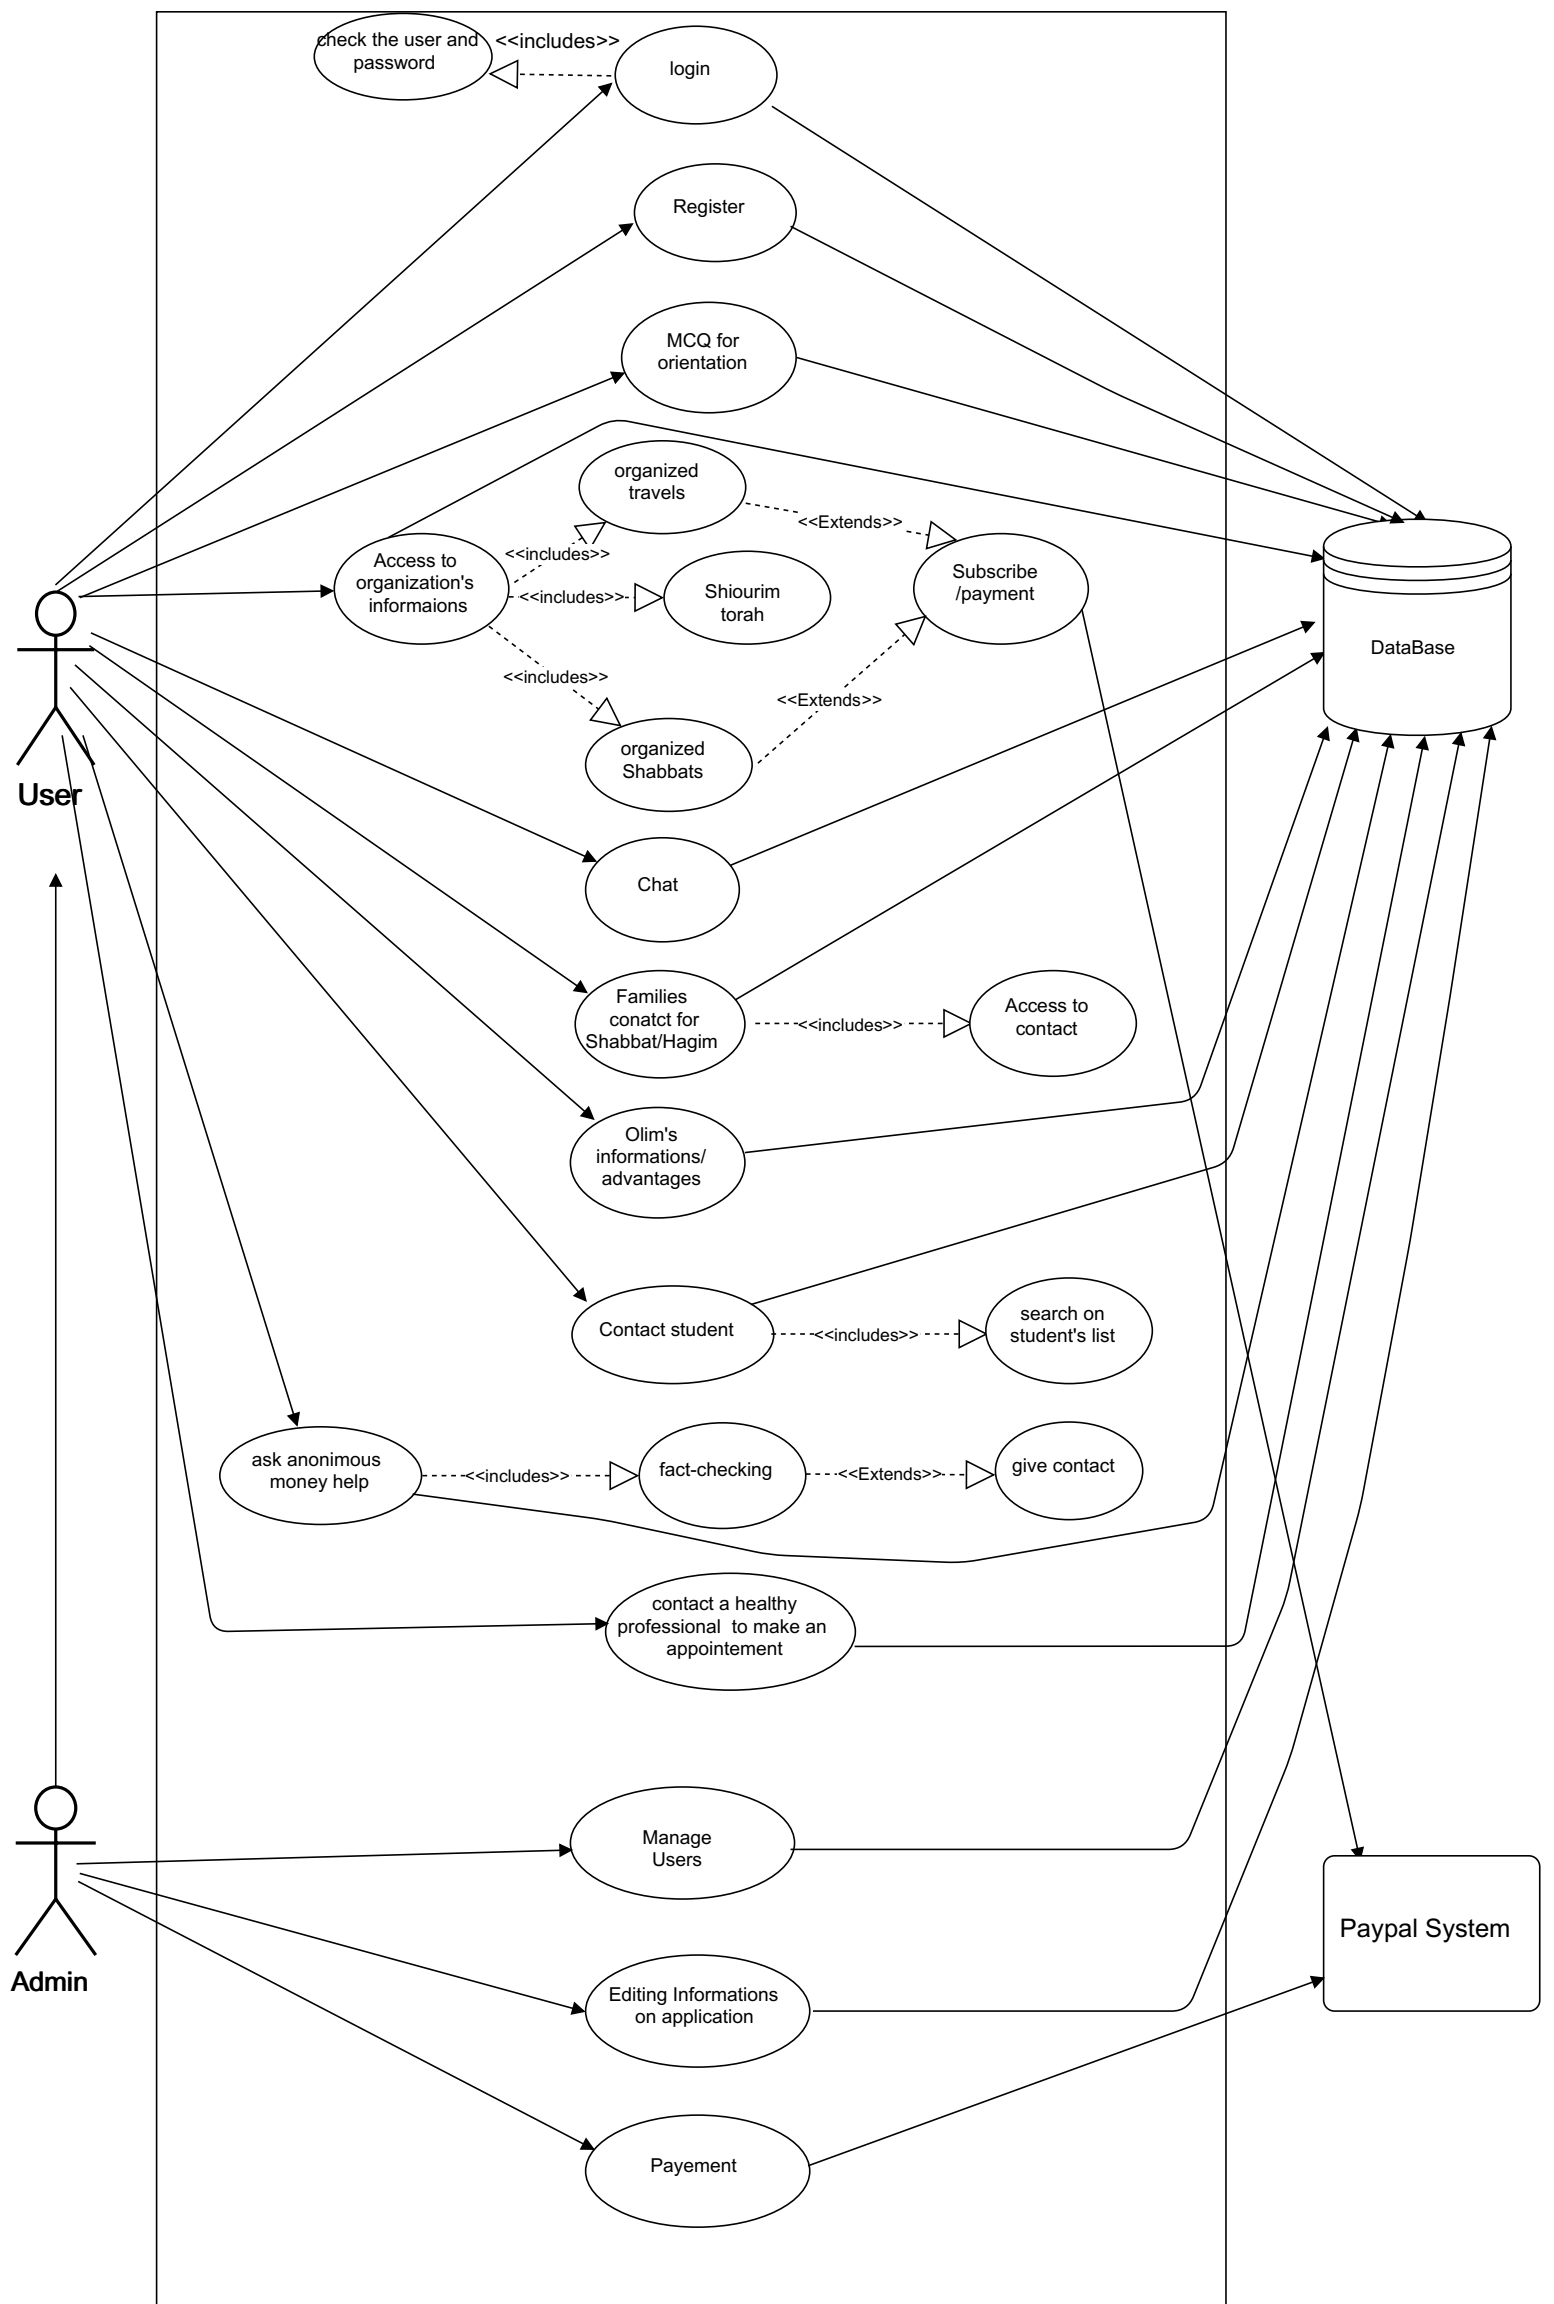 check the user and
password
<<includes>>
login
Register
MCQ for
orientation
organized
travels
<<Extends>>
<<includes>>
Access to
organization's
informaions
<<includes>>
Shiourim
torah
Subscribe
/payment
DataBase
<<includes>>
<<Extends>>
organized
Shabbats
User
Chat
Families
conatct for
Shabbat/Hagim
<<includes>>
Access to
contact
Olim's
informations/
advantages
Contact student
<<includes>>
search on
student's list
ask anonimous
money help
<<includes>>
fact-checking
<<Extends>>
give contact
contact a healthy
professional  to make an
appointement
Manage
Users
Admin
Paypal System
Editing Informations
on application
Payement